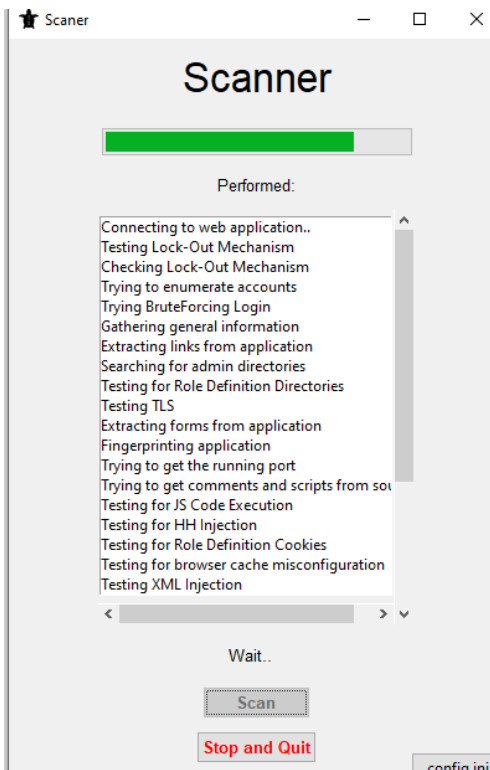 Scaner
Scanner
Performed:
Connecting to web application..
Testing Lock-Out Mechanism
Checking Lock-Out Mechanism
Trying to enumerate accounts
Trying BruteForcing Login
Gathering general information
Extracting links from application
Searching for admin directories
Testing for Role Definition Directories
Testing TLS
Extracting forms from application
Fingerprinting application
Trying to get the running port
Trying to get comments and scripts from
Testing for JS Code Execution
Testing for HH Injection
Testing for Role Definition Cookies
Testing for browser cache misconfiguration
Testing XML Injection
Wait..
Scan
Stop and Quit
config